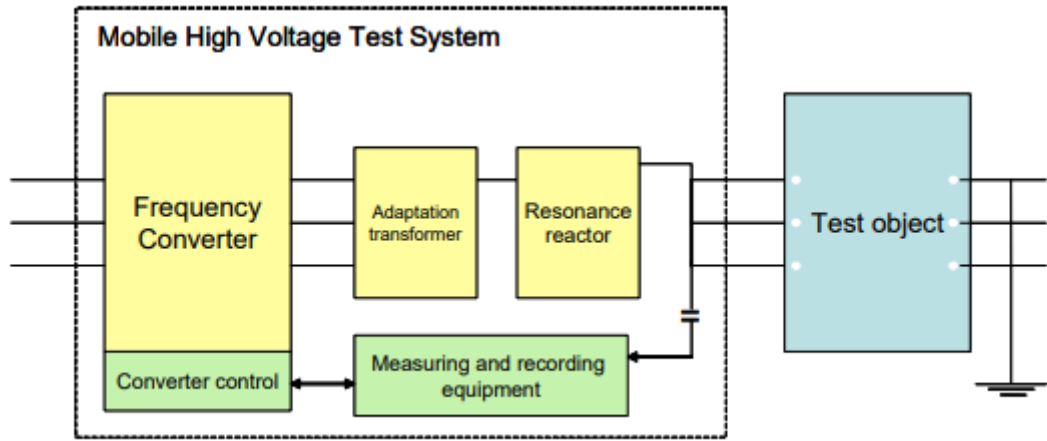 Mobile High Voltage Test System
Frequency
Converter
Adaptation
transformer
Resonance
reactor
Test object
Converter control
Measuring and recording
equipment